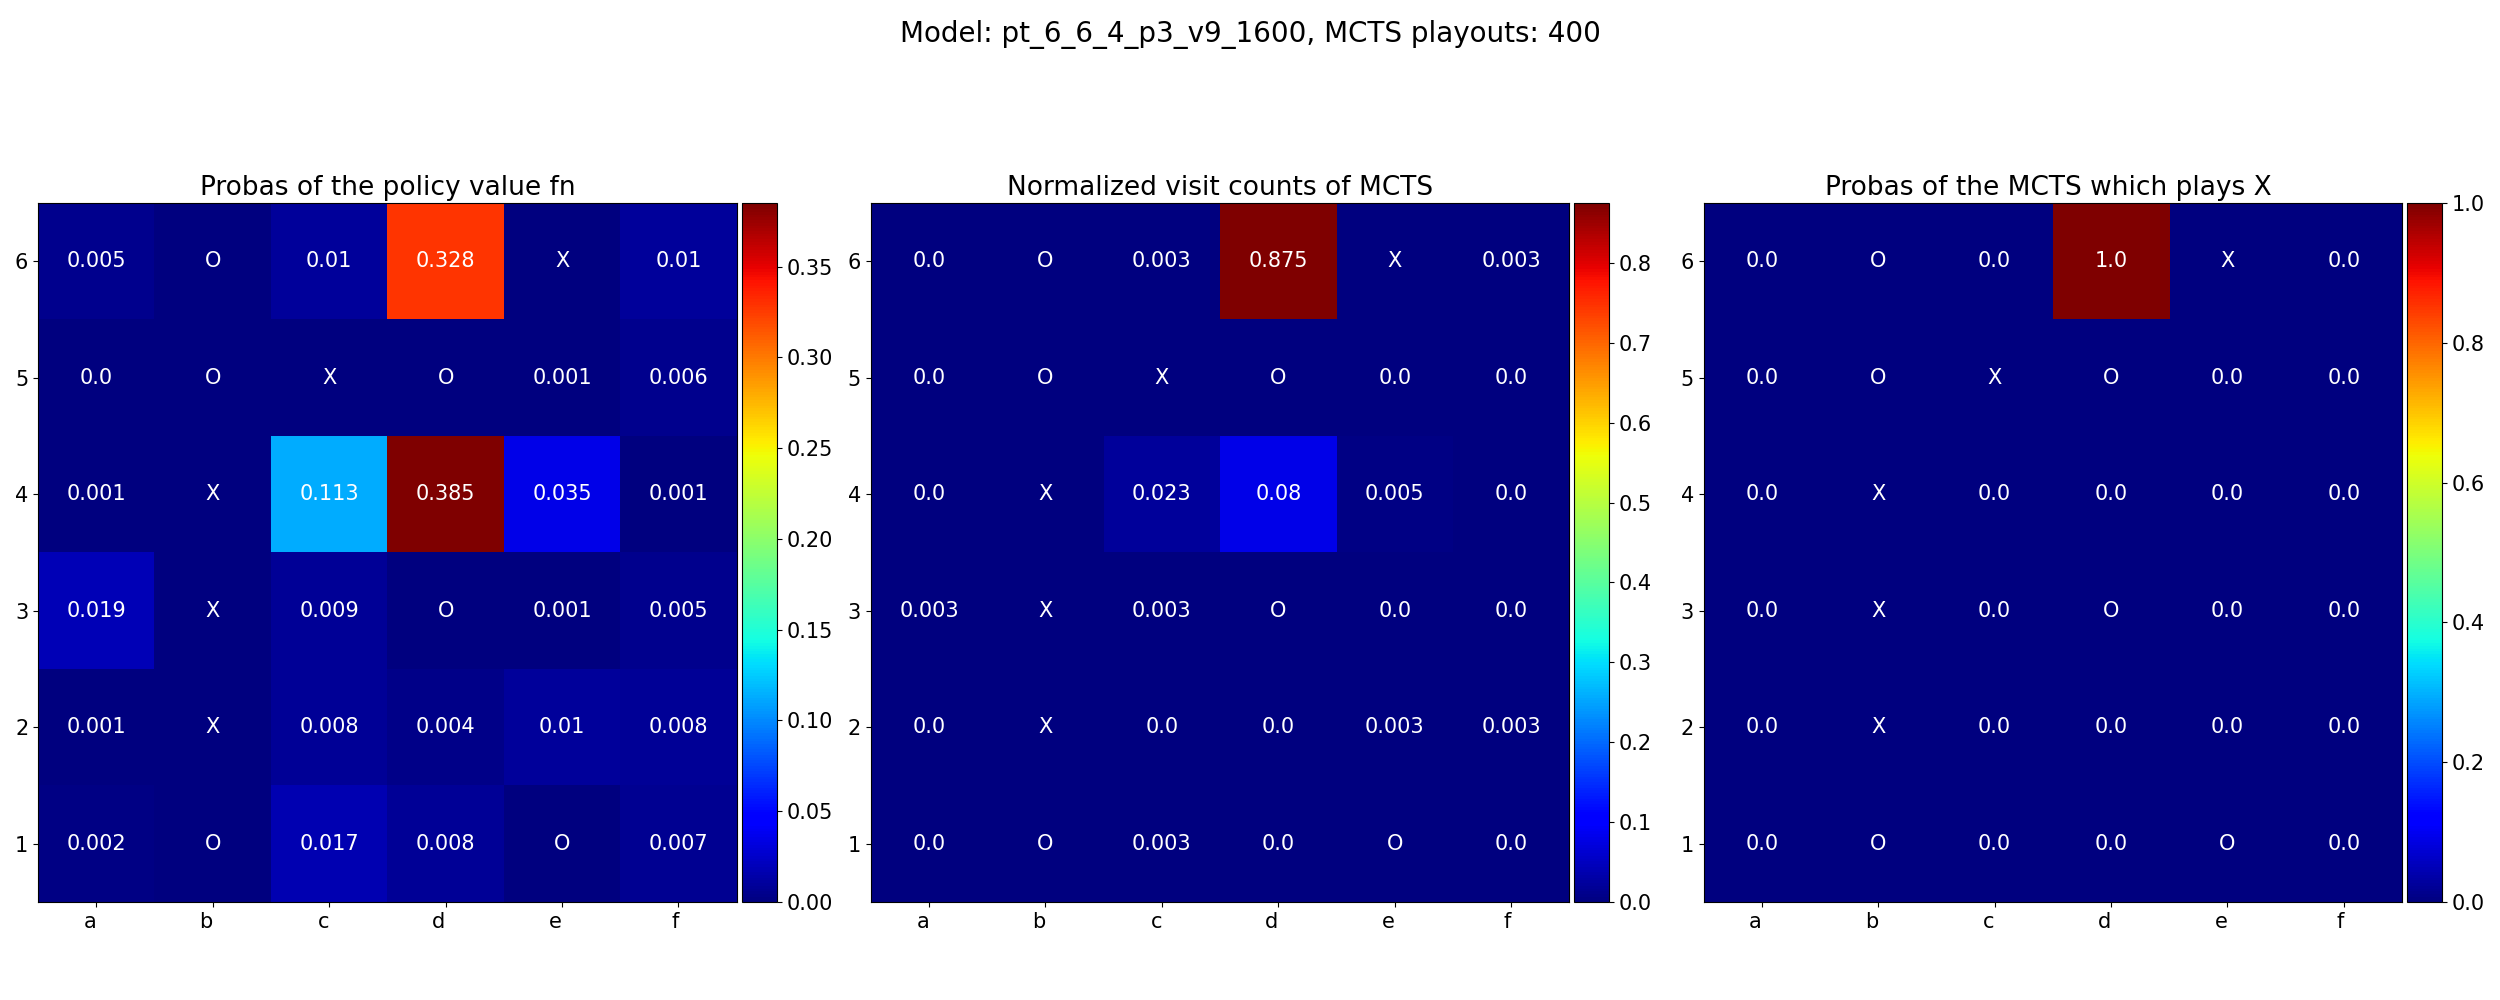 Model: pt_6_6_4_p3_v9_1600, MCTS playouts: 400
Probas of the policy value fn
6 0.005 O 0.01 0.328 X 0.01
5 0.0 O X O 0.001 0.006
4 0.001 X 0.113 0.385 0.035 0.001
3 0.019 X 0.009 O 0.001 0.005
2 0.001 X 0.008 0.004 0.01 0.008
1 0.002 O 0.017 0.008 O 0.007
a b c d e f
0.35
0.30
0.25
0.20
0.15
0.10
0.05
0.00
Normalized visit counts of MCTS
6 0.0 O 0.003 0.875 X 0.003
5 0.0 O X O 0.0 0.0
4 0.0 X 0.023 0.08 0.005 0.0
3 0.003 X 0.003 O 0.0 0.0
2 0.0 X 0.0 0.0 0.003 0.003
1 0.0 O 0.003 0.0 O 0.0
a b c d e f
0.8
0.7
0.6
0.5
0.4
0.3
0.2
0.1
0.0
Probas of the MCTS which plays X
6 0.0 O 0.0 1.0 X 0.0
5 0.0 O X O 0.0 0.0
4 0.0 X 0.0 0.0 0.0 0.0
3 0.0 X 0.0 O 0.0 0.0
2 0.0 X 0.0 0.0 0.0 0.0
1 0.0 O 0.0 0.0 O 0.0
a b c d e f
1.0
0.8
0.6
0.4
0.2
0.0